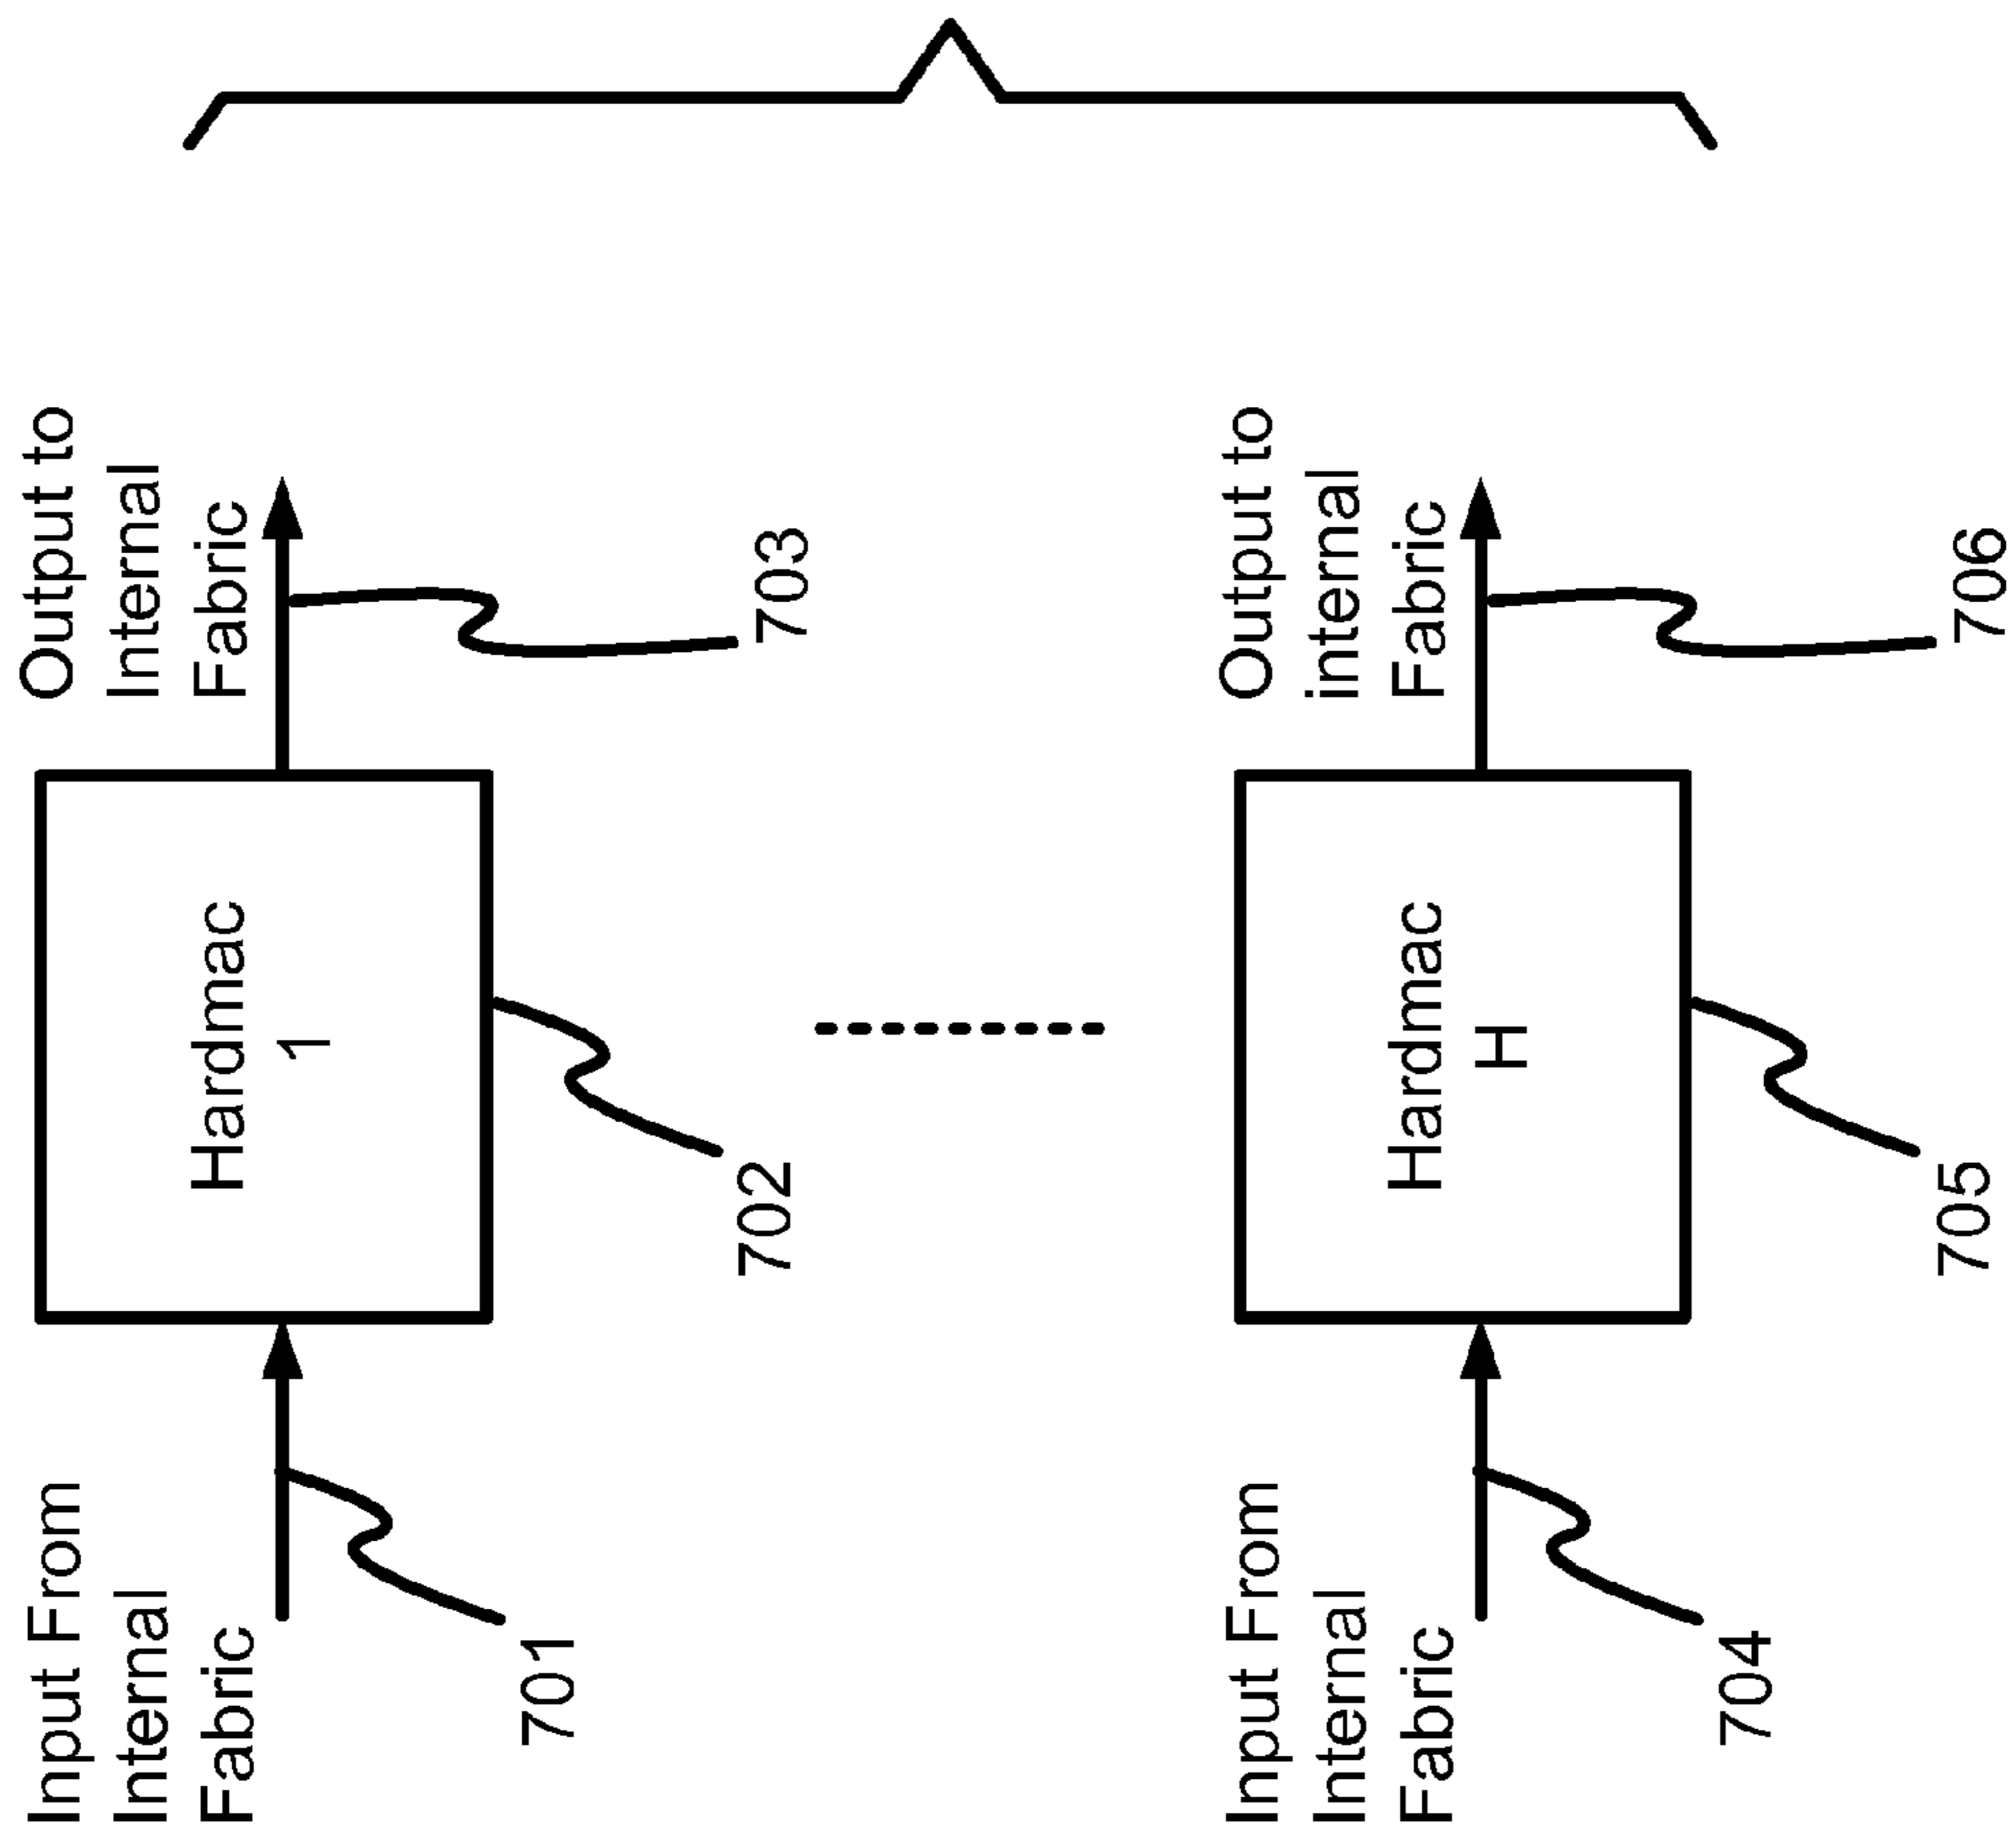 Input From
Internal
Fabric
701
Hardmac
1
702
Output to
Internal
Fabric
703
Input From
Internal
Fabric
704
Hardmac
H
705
Output to
internal
Fabric
706